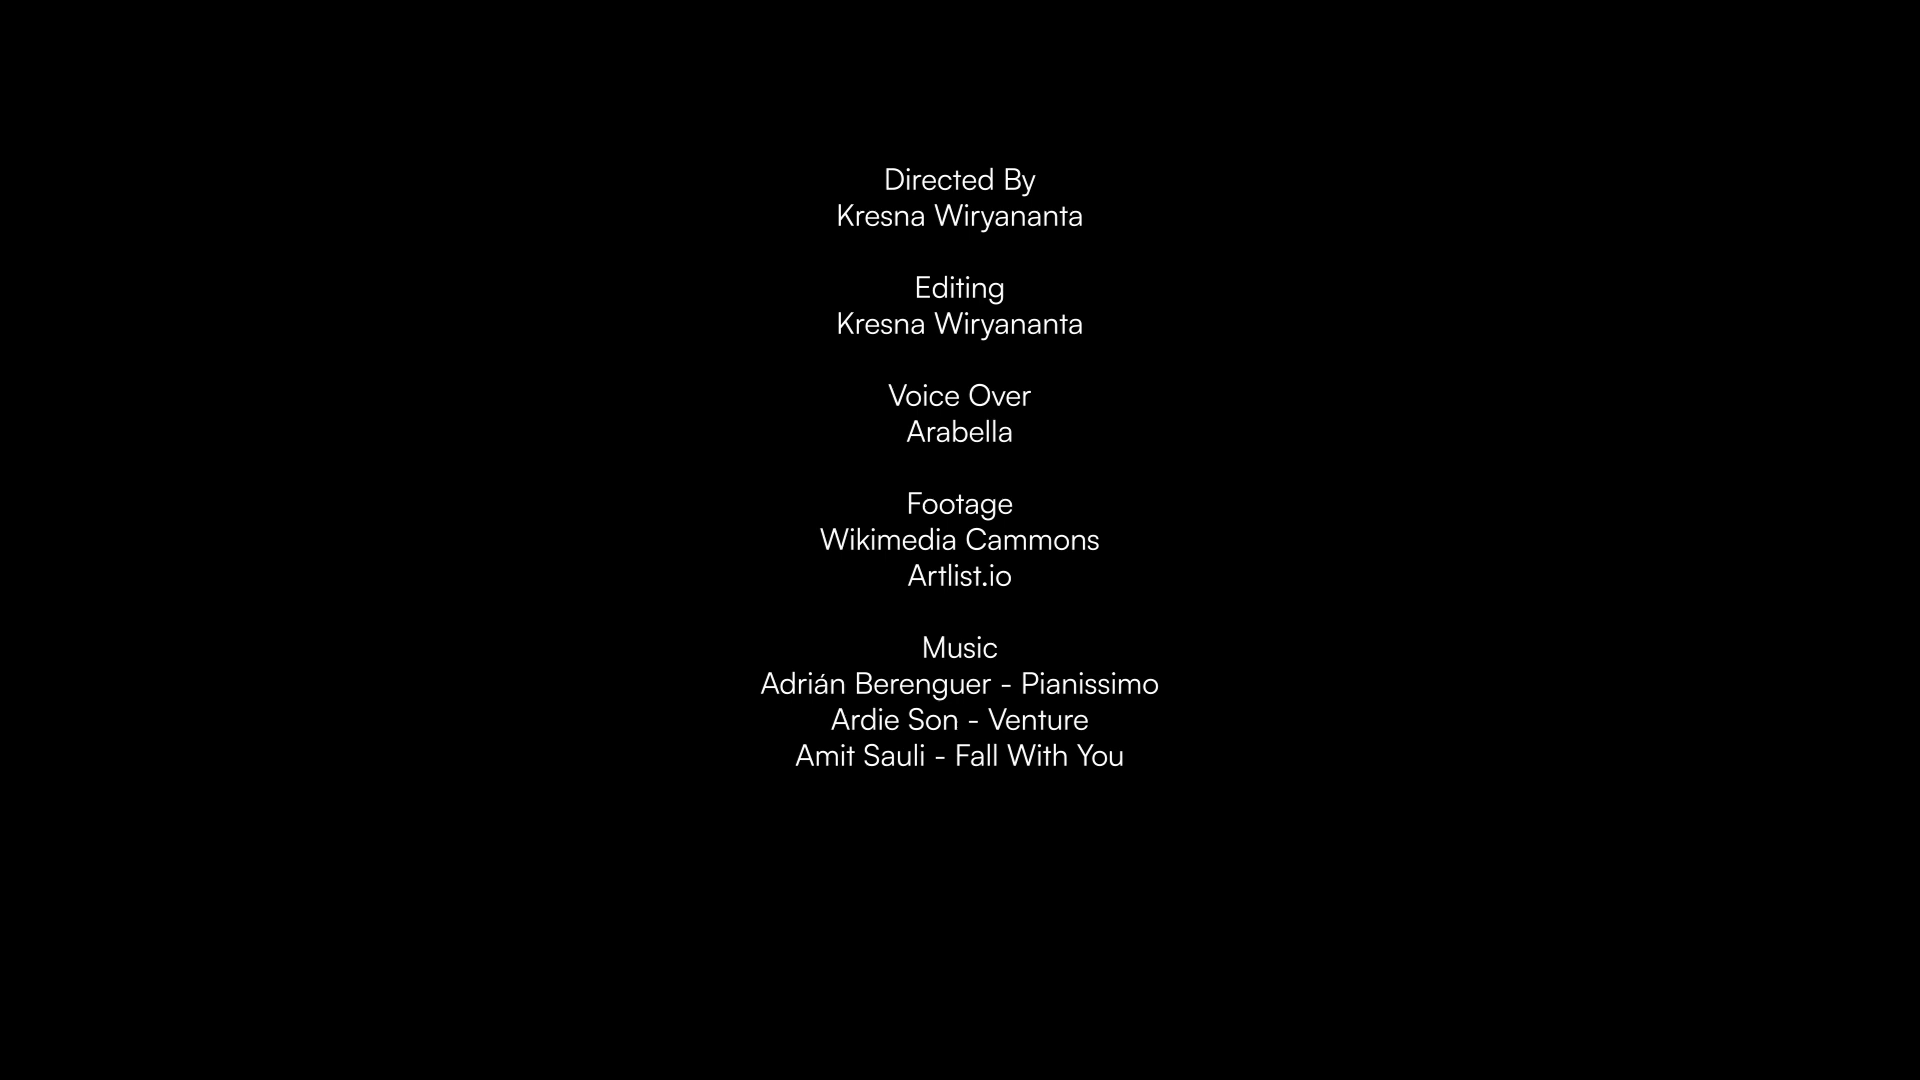 Directed By
Kresna Wiryananta
Editing
Kresna Wiryananta
Voice Over
Arabella
Footage
Wikimedia Cammons
Artlist.io
Music
Adrián Berenguer - Pianissimo
Ardie Son - Venture
Amit Sauli - Fall With You